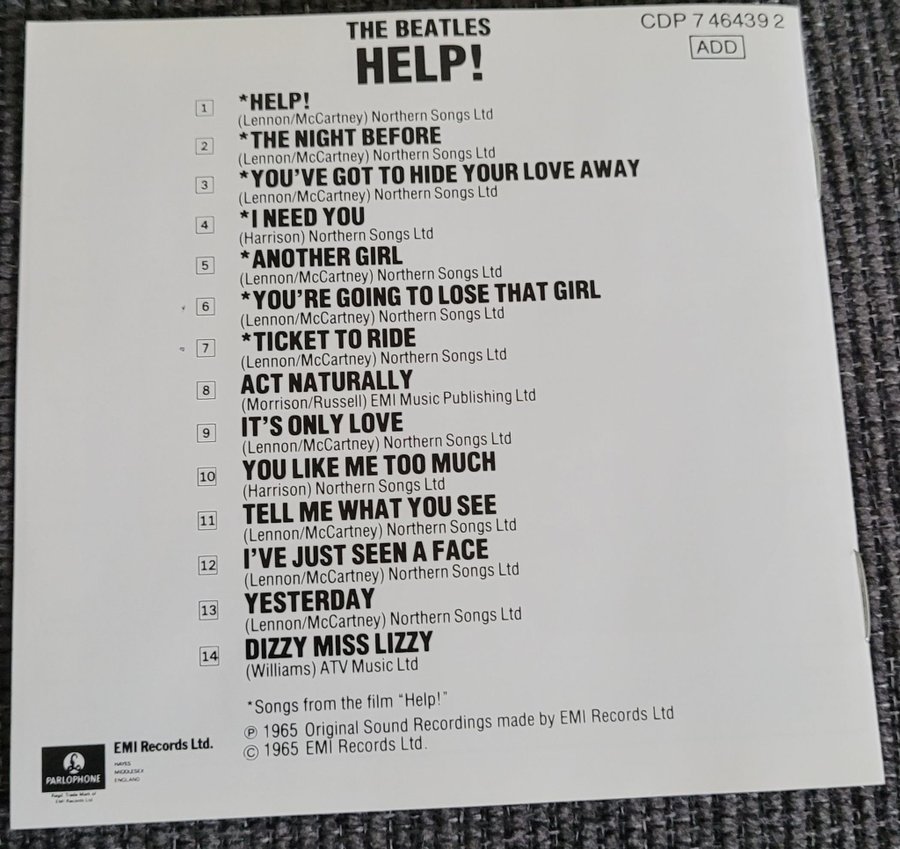 THE BEATLES
HELP!
CDP 7 46439 2
ADD
1 *HELP!
(Lennon/McCartney) Northern Songs Ltd
2 *THE NIGHT BEFORE
(Lennon/McCartney) Northern Songs Ltd
3 *YOU'VE GOT TO HIDE YOUR LOVE AWAY
(Lennon/McCartney) Northern Songs Ltd
4 *I NEED YOU
(Harrison) Northern Songs Ltd
5 *ANOTHER GIRL
(Lennon/McCartney) Northern Songs Ltd
6 *YOU'RE GOING TO LOSE THAT GIRL
(Lennon/McCartney) Northern Songs Ltd
7 *TICKET TO RIDE
(Lennon/McCartney) Northern Songs Ltd
8 ACT NATURALLY
(Morrison/Russell) EMI Music Publishing Ltd
9 IT'S ONLY LOVE
(Lennon/McCartney) Northern Songs Ltd
10 YOU LIKE ME TOO MUCH
(Harrison) Northern Songs Ltd
11 TELL ME WHAT YOU SEE
(Lennon/McCartney) Northern Songs Ltd
12 I'VE JUST SEEN A FACE
(Lennon/McCartney) Northern Songs Ltd
13 YESTERDAY
(Lennon/McCartney) Northern Songs Ltd
14 DIZZY MISS LIZZY
(Williams) ATV Music Ltd
*Songs from the film "Help!"
℗ 1965 Original Sound Recordings made by EMI Records Ltd
© 1965 EMI Records Ltd.
EMI Records Ltd.
HAYES
MIDDLESEX
ENGLAND
PARLOPHONE
Regd. Trade Mark of
EMI Records Ltd